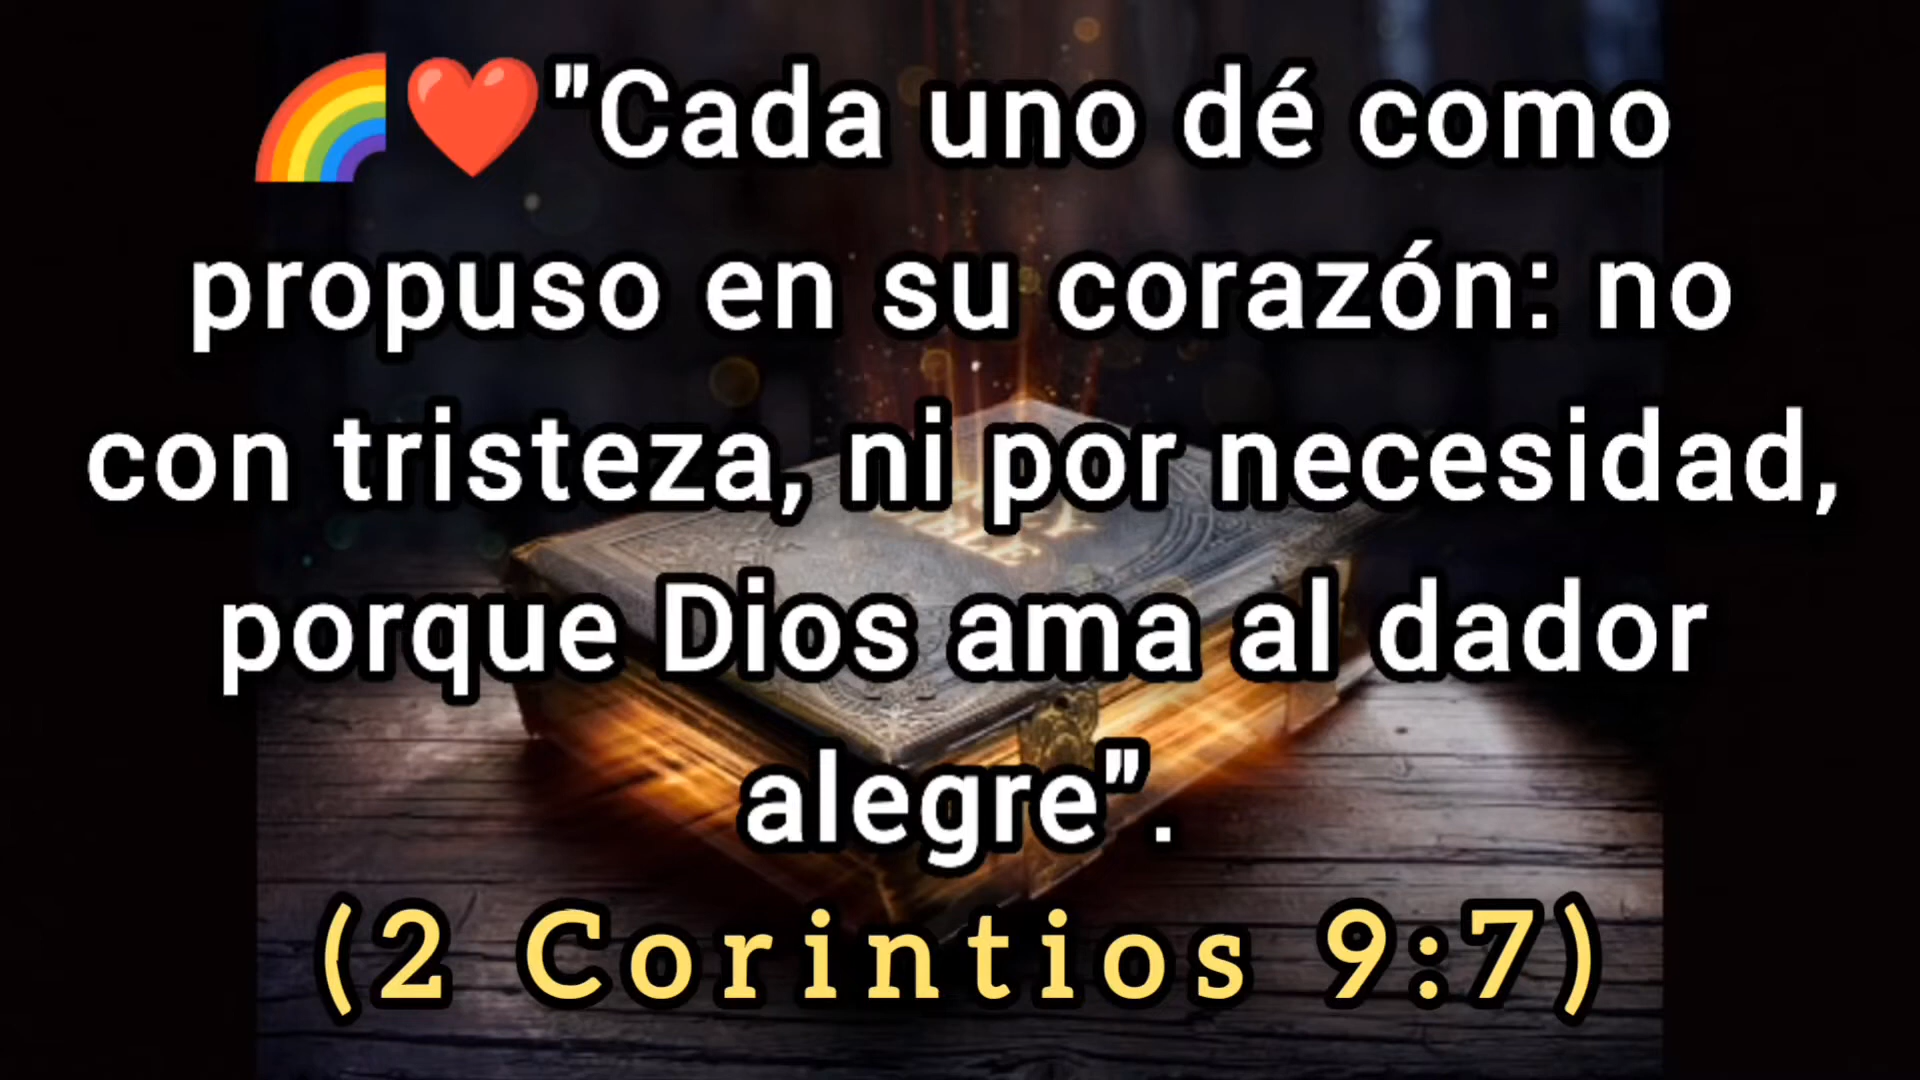 🌈❤️"Cada uno dé como
propuso en su corazón: no
con tristeza, ni por necesidad,
porque Dios ama al dador
alegre".
(2 Corintios 9:7)